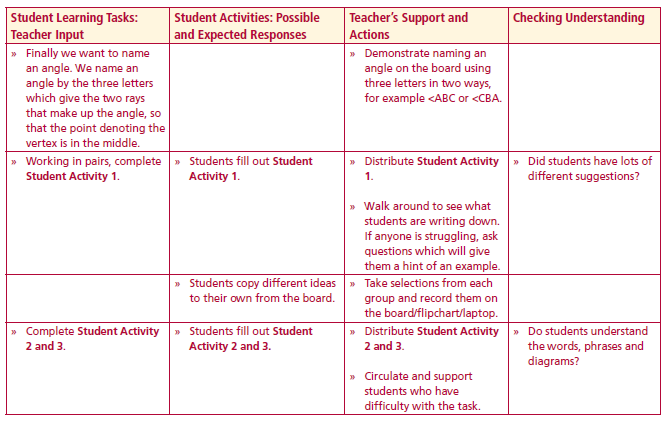 Student Learning Tasks:
Teacher Input
Student Activities: Possible
and Expected Responses
Teacher's Support and
Actions
Checking Understanding
» Finally we want to name
an angle. We name an
angle by the three letters
which give the two rays
that make up the angle, so
that the point denoting the
vertex is in the middle.
» Demonstrate naming an
angle on the board using
three letters in two ways,
for example <ABC or <CBA.
» Working in pairs, complete
Student Activity 1.
» Students fill out Student
Activity 1.
» Distribute Student Activity
1.
» Walk around to see what
students are writing down.
If anyone is struggling, ask
questions which will give
them a hint of an example.
» Did students have lots of
different suggestions?
» Students copy different ideas
to their own from the board.
» Take selections from each
group and record them on
the board/flipchart/laptop.
» Complete Student Activity
2 and 3.
» Students fill out Student
Activity 2 and 3.
» Distribute Student Activity
2 and 3.
» Circulate and support
students who have
difficulty with the task.
» Do students understand
the words, phrases and
diagrams?